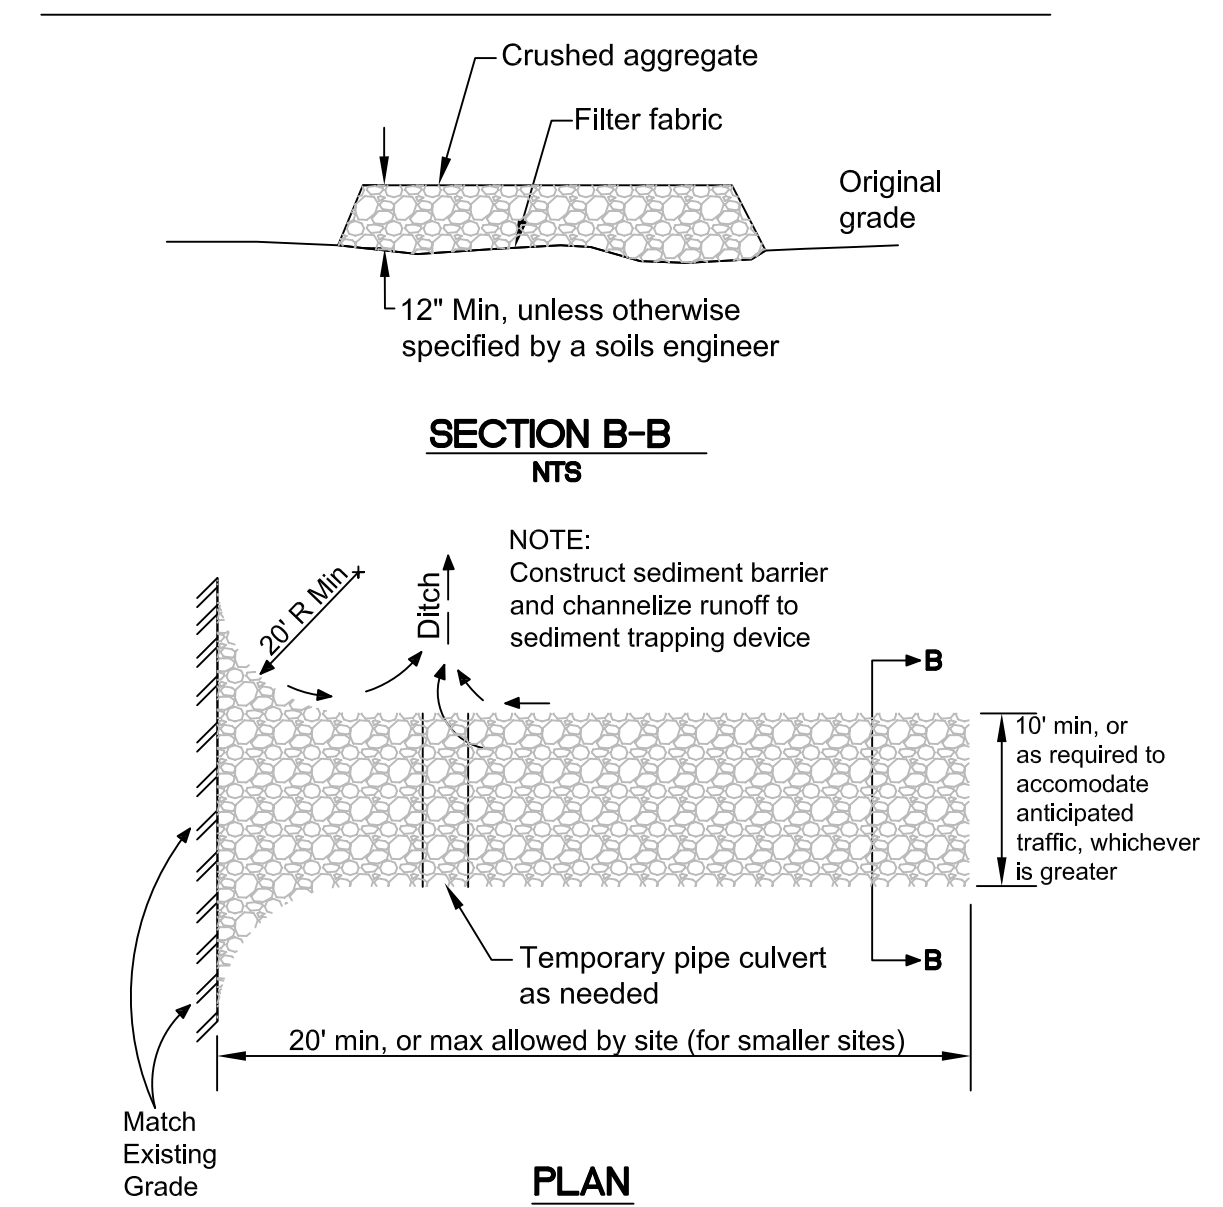 Crushed aggregate
Filter fabric
Original
grade
12" Min, unless otherwise
specified by a soils engineer
SECTION B-B
NTS
NOTE:
Construct sediment barrier
and channelize runoff to
sediment trapping device
20' R Min
Ditch
B
10' min, or
as required to
accomodate
anticipated
traffic, whichever
is greater
Temporary pipe culvert
as needed
B
20' min, or max allowed by site (for smaller sites)
Match
Existing
Grade
PLAN